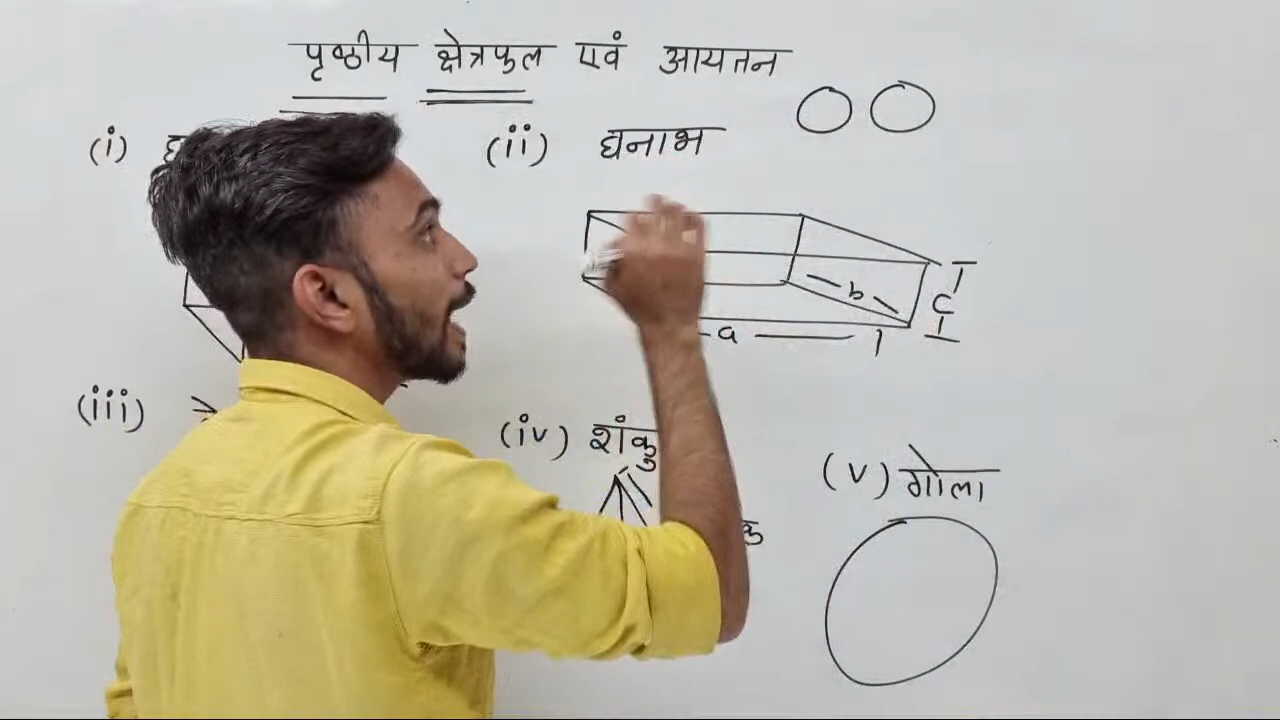 पृष्ठीय क्षेत्रफल एवं आयतन
(i)
(ii) घनाभ
b
c
a
(iii)
(iv) शंकु
(v) गोला